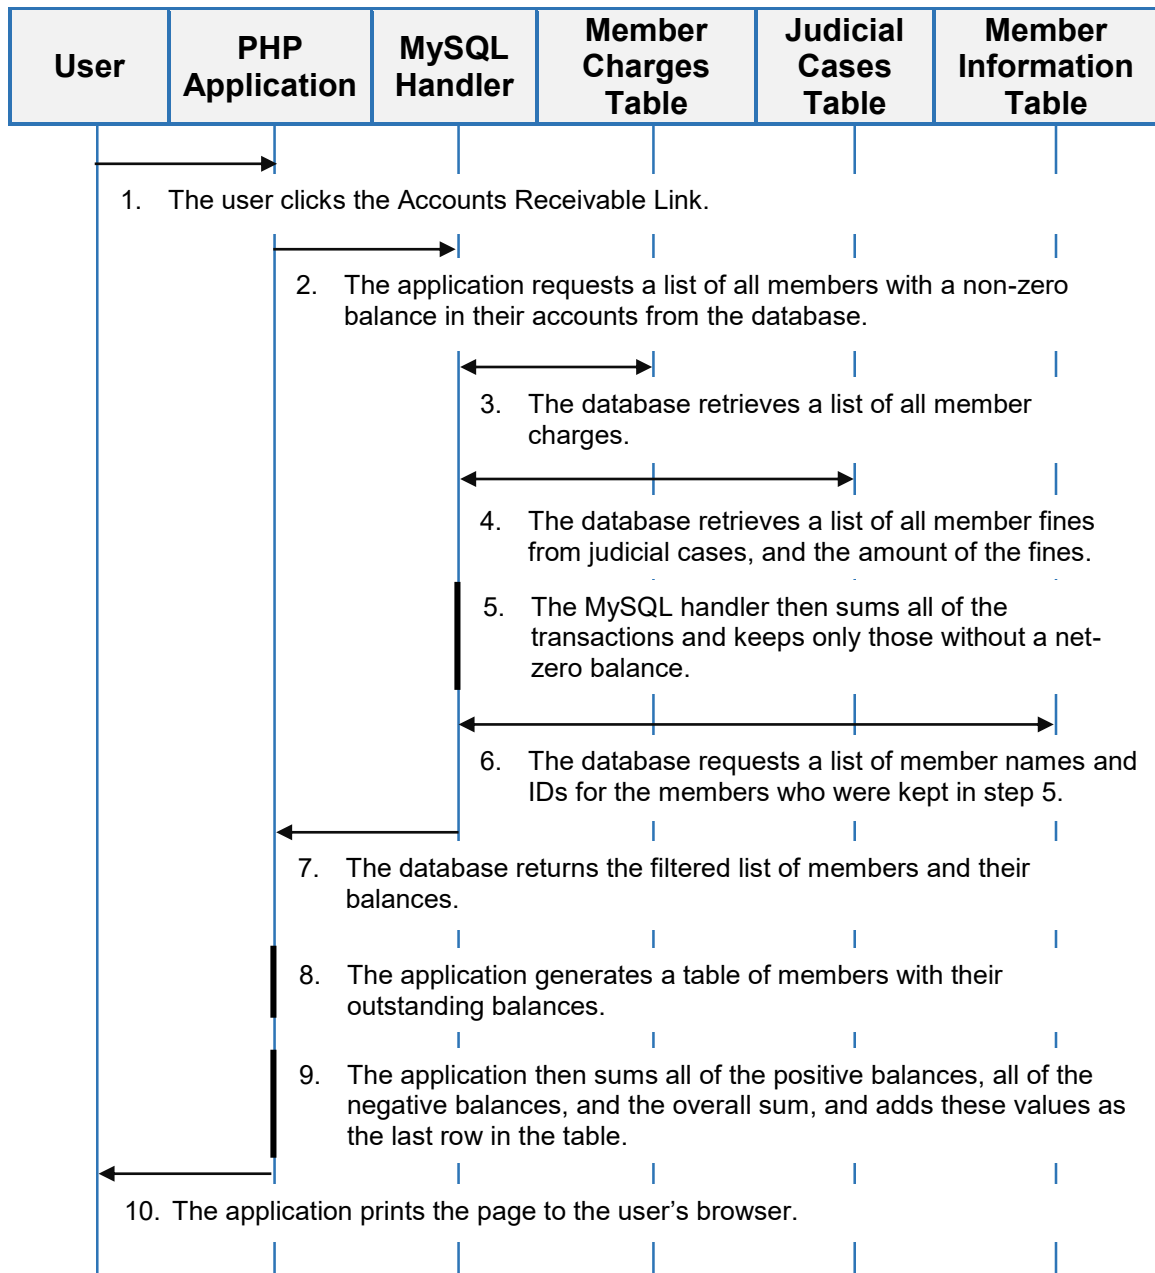 User
PHP
Application
MySQL
Handler
Member
Charges
Table
Judicial
Cases
Table
Member
Information
Table
1. The user clicks the Accounts Receivable Link.
2. The application requests a list of all members with a non-zero
balance in their accounts from the database.
3. The database retrieves a list of all member
charges.
4. The database retrieves a list of all member fines
from judicial cases, and the amount of the fines.
5. The MySQL handler then sums all of the
transactions and keeps only those without a net-
zero balance.
6. The database requests a list of member names and
IDs for the members who were kept in step 5.
7. The database returns the filtered list of members and their
balances.
8. The application generates a table of members with their
outstanding balances.
9. The application then sums all of the positive balances, all of the
negative balances, and the overall sum, and adds these values as
the last row in the table.
10. The application prints the page to the user’s browser.